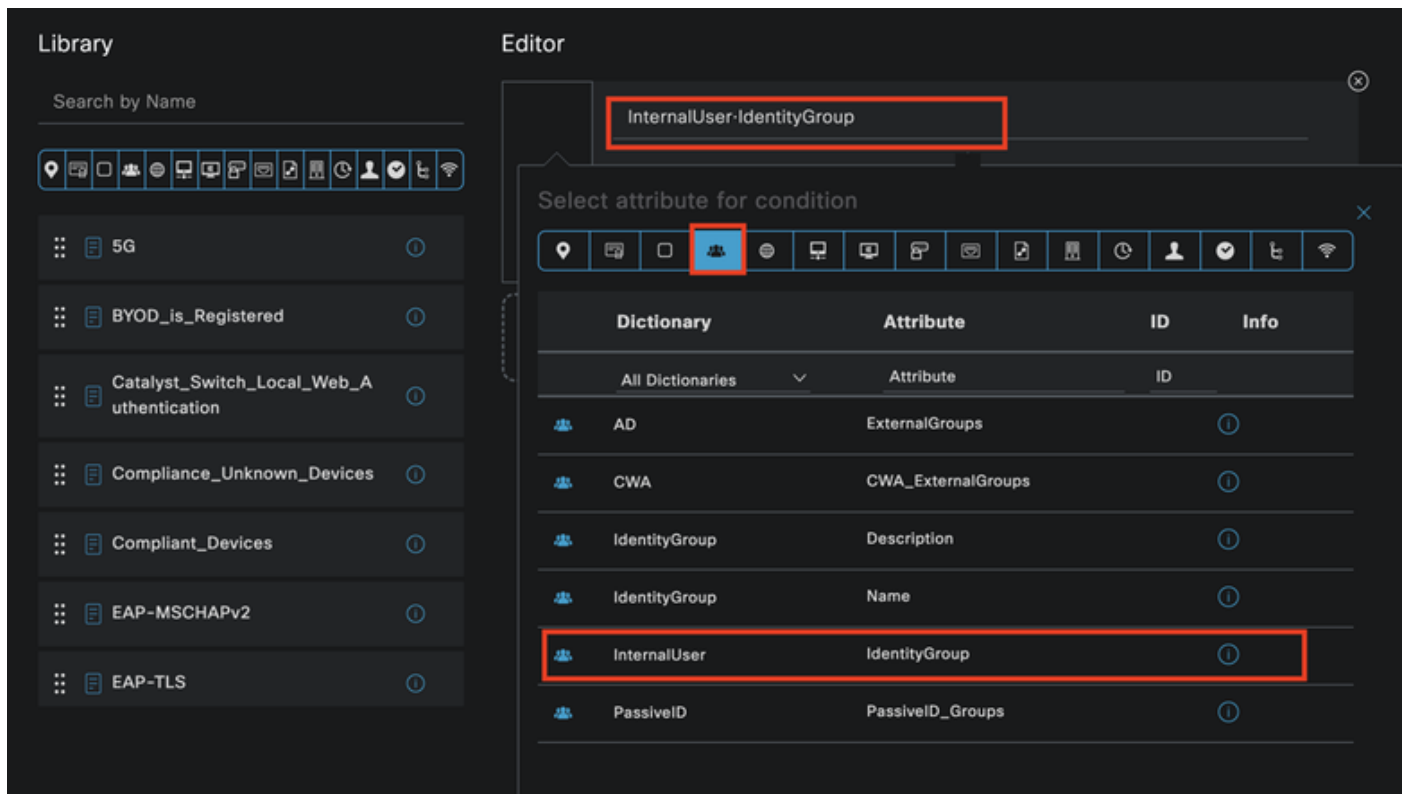 Library
Search by Name
5G
BYOD_is_Registered
Catalyst_Switch_Local_Web_A
uthentication
Compliance_Unknown_Devices
Compliant_Devices
EAP-MSCHAPv2
EAP-TLS
Editor
InternalUser·IdentityGroup
Select attribute for condition
Dictionary Attribute ID Info
All Dictionaries Attribute ID
AD ExternalGroups
CWA CWA_ExternalGroups
IdentityGroup Description
IdentityGroup Name
InternalUser IdentityGroup
PassiveID PassiveID_Groups